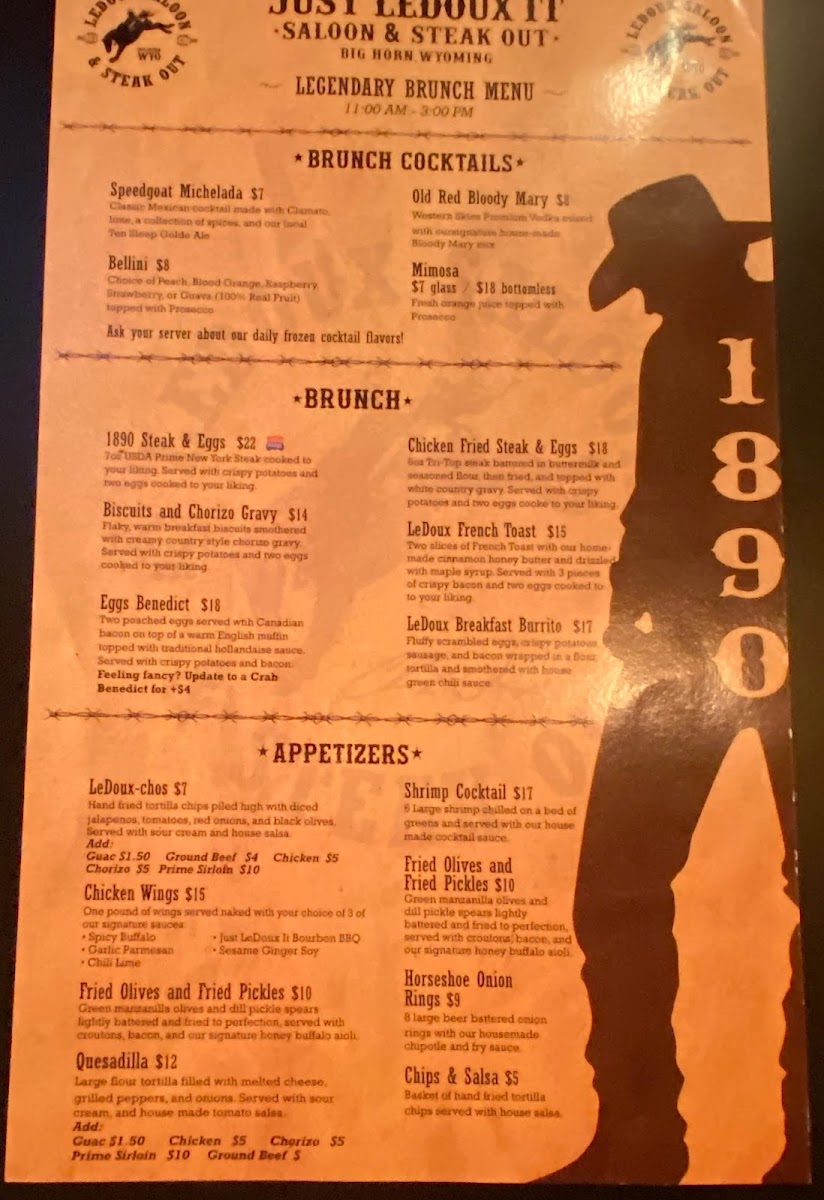 LEDOUX SALOON
WYO
& STEAK OUT
JUST LEDOUX IT
·SALOON & STEAK OUT·
BIG HORN, WYOMING
LEDOUX SALOON
OUT
LEGENDARY BRUNCH MENU
11:00 AM - 3:00 PM
★BRUNCH COCKTAILS★
Speedgoat Michelada $7
Classic Mexican cocktail made with Clamato,
lime, a collection of spices, and our local
Ten Sleep Golde Ale
Bellini $8
Choice of Peach, Blood Orange, Raspberry,
Strawberry, or Guava (100% Real Fruit)
topped with Prosecco
Old Red Bloody Mary $8
Western Skies Premium Vodka mixed
with oursignature house-made
Bloody Mary mix
Mimosa
$7 glass / $18 bottomless
Fresh orange juice topped with
Prosecco
Ask your server about our daily frozen cocktail flavors!
★BRUNCH★
1890 Steak & Eggs $22
7oz USDA Prime New York Steak cooked to
your liking. Served with crispy potatoes and
two eggs cooked to your liking.
Biscuits and Chorizo Gravy $14
Flaky, warm breakfast biscuits smothered
with creamy country style chorizo gravy.
Served with crispy potatoes and two eggs
cooked to your liking.
Eggs Benedict $18
Two poached eggs served wtih Canadian
bacon on top of a warm English muffin
topped with traditional hollandaise sauce.
Served with crispy potatoes and bacon.
Feeling fancy? Update to a Crab
Benedict for +$4
Chicken Fried Steak & Eggs $18
6oz Tri-Top steak battered in buttermilk and
seasoned flour, then fried, and topped with
white country gravy. Served with crispy
potatoes and two eggs cooke to your liking.
LeDoux French Toast $15
Two slices of French Toast with our home-
made cinnamon honey butter and drizzled
with maple syrup. Served with 3 pieces
of crispy bacon and two eggs cooked to
to your liking.
LeDoux Breakfast Burrito $17
Fluffy scrambled eggs, crispy potatoes,
sausage, and bacon wrapped in a flour
tortilla and smothered with house
green chili sauce.
★APPETIZERS★
LeDoux-chos $7
Hand fried tortilla chips piled high with diced
jalapenos, tomatoes, red onions, and black olives.
Served with sour cream and house salsa.
Add:
Guac $1.50 Ground Beef $4 Chicken $5
Chorizo $5 Prime Sirloin $10
Chicken Wings $15
One pound of wings served naked with your choice of 3 of
our signature sauces:
• Spicy Buffalo • Just LeDoux It Bourbon BBQ
• Garlic Parmesan • Sesame Ginger Soy
• Chili Lime
Fried Olives and Fried Pickles $10
Green manzanilla olives and dill pickle spears
lightly battered and fried to perfection, served with
croutons, bacon, and our signature honey buffalo aioli.
Quesadilla $12
Large flour tortilla filled with melted cheese,
grilled peppers, and onions. Served with sour
cream, and house made tomato salsa.
Add:
Guac $1.50 Chicken $5 Chorizo $5
Prime Sirloin $10 Ground Beef $
Shrimp Cocktail $17
6 Large shrimp chilled on a bed of
greens and served with our house
made cocktail sauce.
Fried Olives and
Fried Pickles $10
Green manzanilla olives and
dill pickle spears lightly
battered and fried to perfection,
served with croutons, bacon, and
our signature honey buffalo aioli.
Horseshoe Onion
Rings $9
8 large beer battered onion
rings with our housemade
chipotle and fry sauce.
Chips & Salsa $5
Basket of hand fried tortilla
chips served with house salsa.
1890